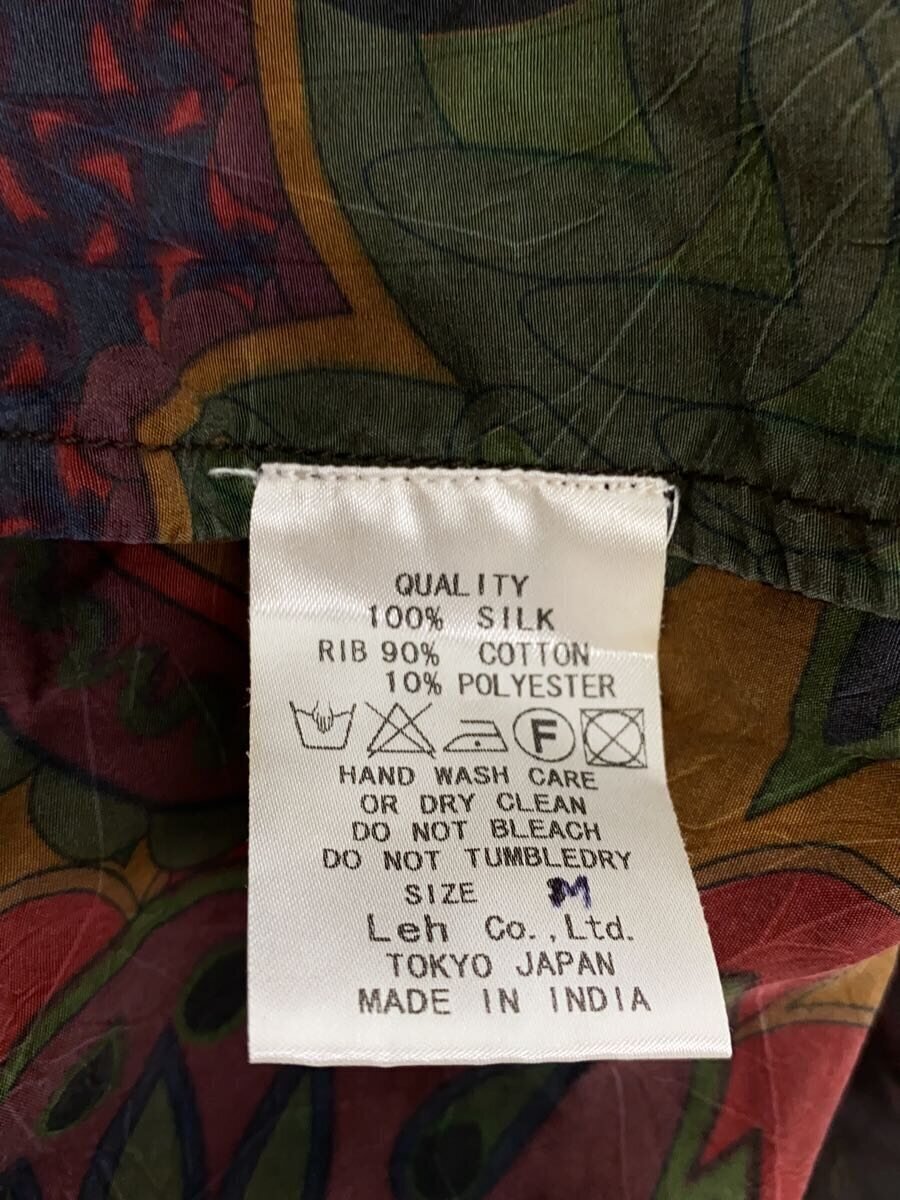 QUALITY
100% SILK
RIB 90% COTTON
10% POLYESTER
F
HAND WASH CARE
OR DRY CLEAN
DO NOT BLEACH
DO NOT TUMBLEDRY
SIZE M
Leh Co.,Ltd.
TOKYO JAPAN
MADE IN INDIA